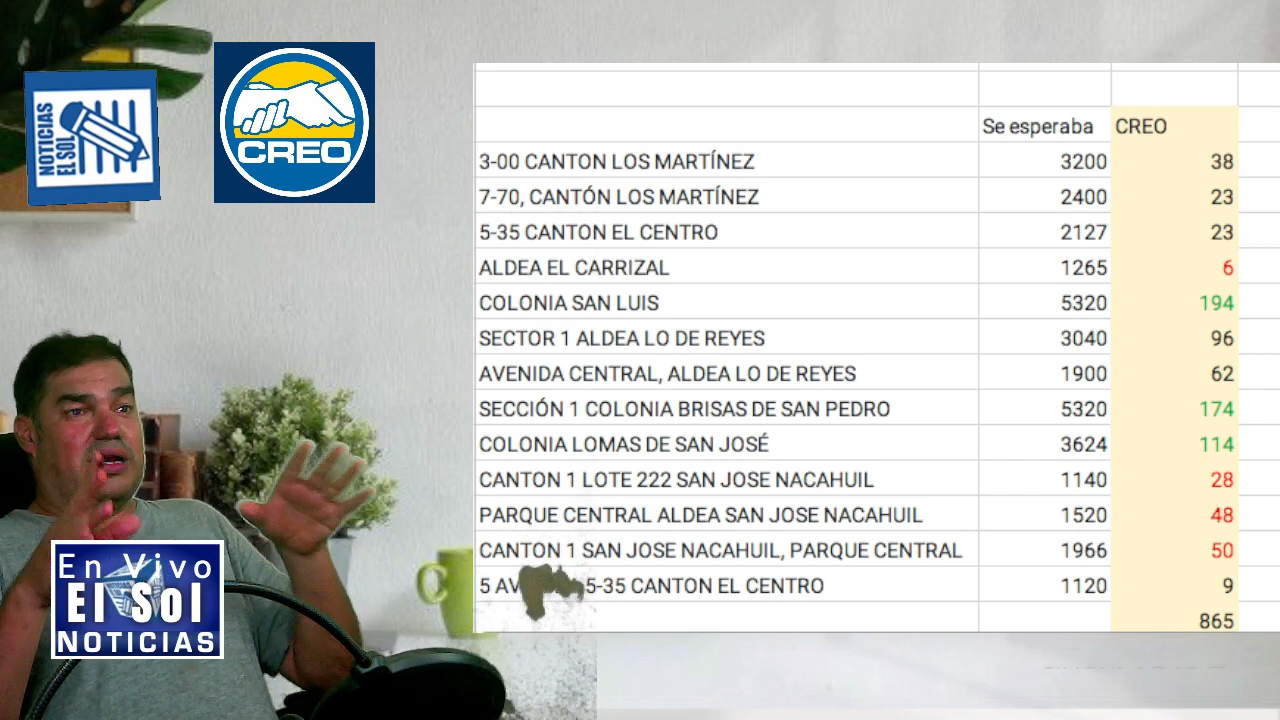 NOTICIAS
EL SOL
CREO
Se esperaba CREO
3-00 CANTON LOS MARTÍNEZ 3200 38
7-70, CANTÓN LOS MARTÍNEZ 2400 23
5-35 CANTON EL CENTRO 2127 23
ALDEA EL CARRIZAL 1265 6
COLONIA SAN LUIS 5320 194
SECTOR 1 ALDEA LO DE REYES 3040 96
AVENIDA CENTRAL, ALDEA LO DE REYES 1900 62
SECCIÓN 1 COLONIA BRISAS DE SAN PEDRO 5320 174
COLONIA LOMAS DE SAN JOSÉ 3624 114
CANTON 1 LOTE 222 SAN JOSE NACAHUIL 1140 28
PARQUE CENTRAL ALDEA SAN JOSE NACAHUIL 1520 48
CANTON 1 SAN JOSE NACAHUIL, PARQUE CENTRAL 1966 50
5 5-35 CANTON EL CENTRO 1120 9
865
En Vivo
El Sol
NOTICIAS